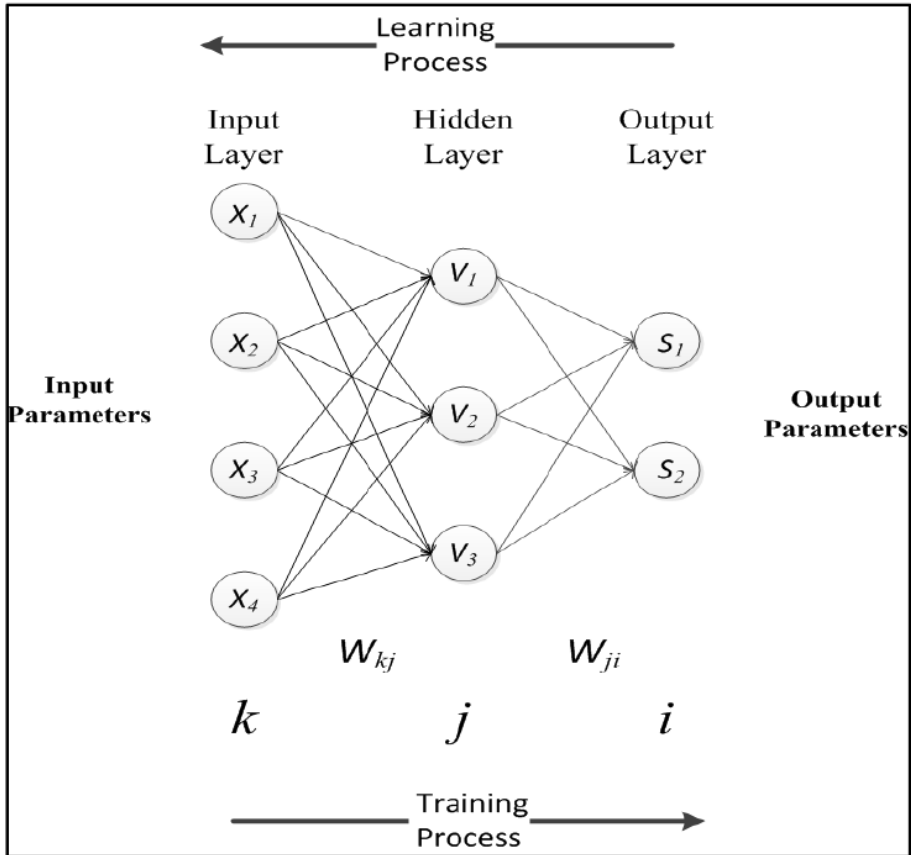 Learning
Process
Input
Layer
Hidden
Layer
Output
Layer
X1
X2
X3
X4
V1
V2
V3
S1
S2
Input
Parameters
Output
Parameters
Wkj
Wji
k
j
i
Training
Process